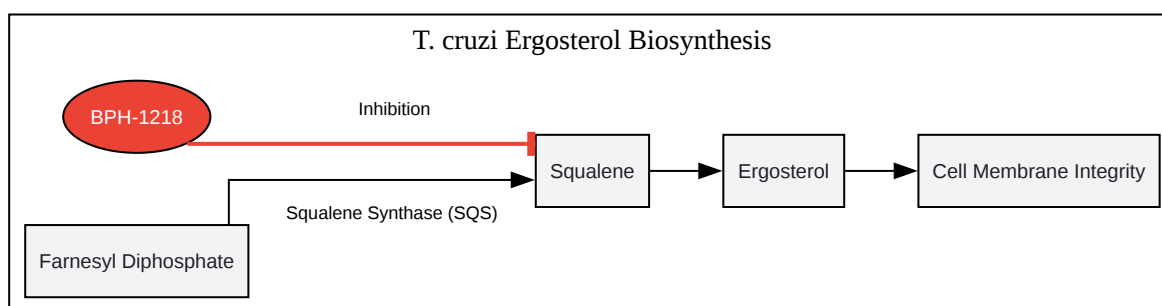 T. cruzi Ergosterol Biosynthesis
BPH-1218
Inhibition
Squalene
Ergosterol
Cell Membrane Integrity
Squalene Synthase (SQS)
Farnesyl Diphosphate